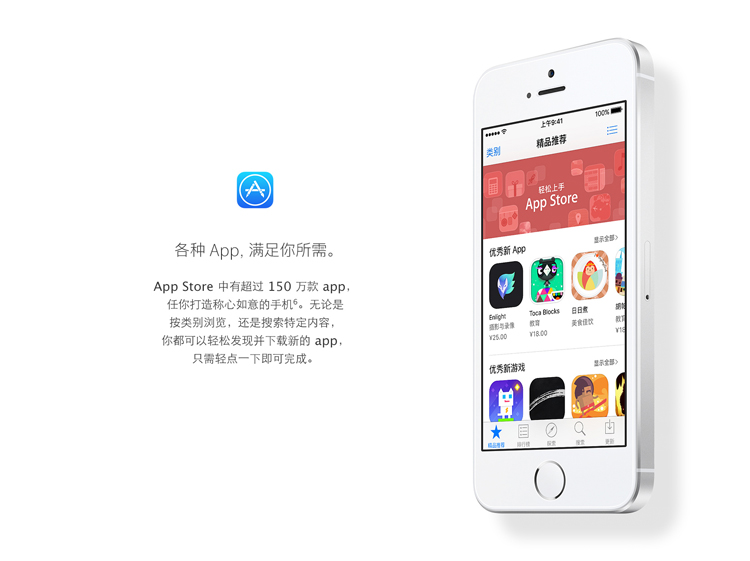 各种 App, 满足你所需。
App Store 中有超过 150 万款 app，
任你打造称心如意的手机⁶。无论是
按类别浏览，还是搜索特定内容，
你都可以轻松发现并下载新的 app，
只需轻点一下即可完成。
上午9:41
100%
类别
精品推荐
轻松上手
App Store
优秀新 App
显示全部>
Enlight
摄影与录像
¥25.00
Toca Blocks
教育
¥18.00
日日煮
美食佳饮
¥18
优秀新游戏
显示全部>
精品推荐
排行榜
探索
搜索
更新